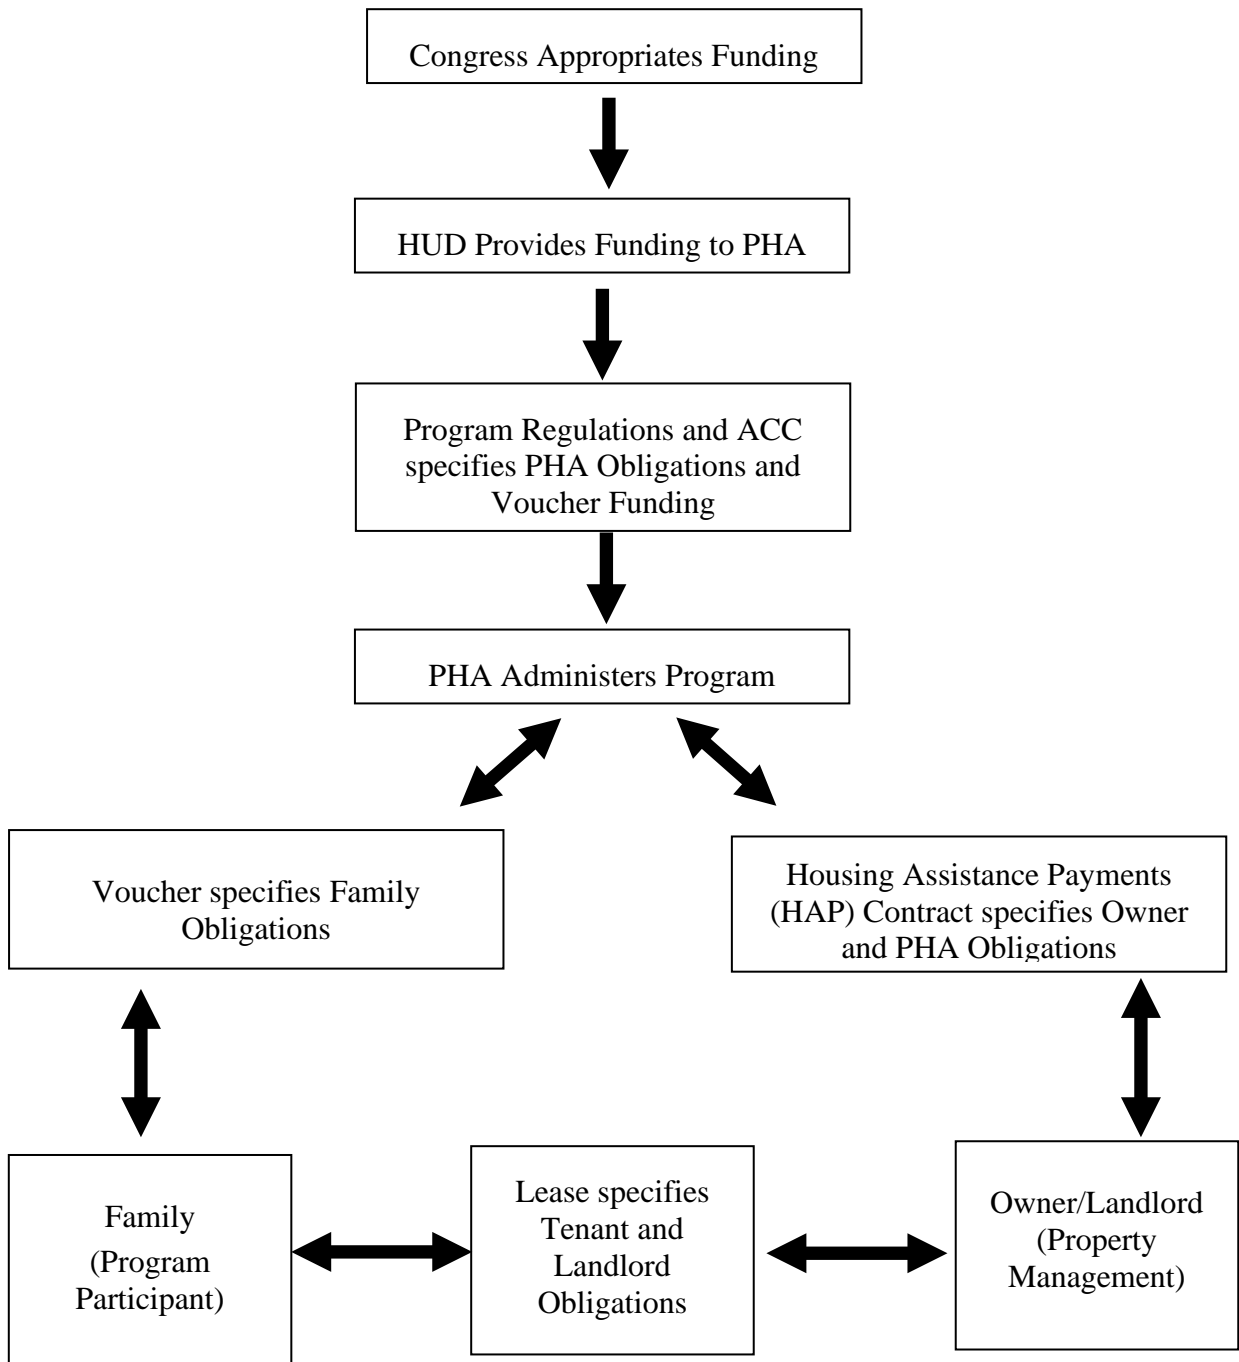 Congress Appropriates Funding
HUD Provides Funding to PHA
Program Regulations and ACC
specifies PHA Obligations and
Voucher Funding
PHA Administers Program
Voucher specifies Family
Obligations
Housing Assistance Payments
(HAP) Contract specifies Owner
and PHA Obligations
Family
(Program
Participant)
Lease specifies
Tenant and
Landlord
Obligations
Owner/Landlord
(Property
Management)